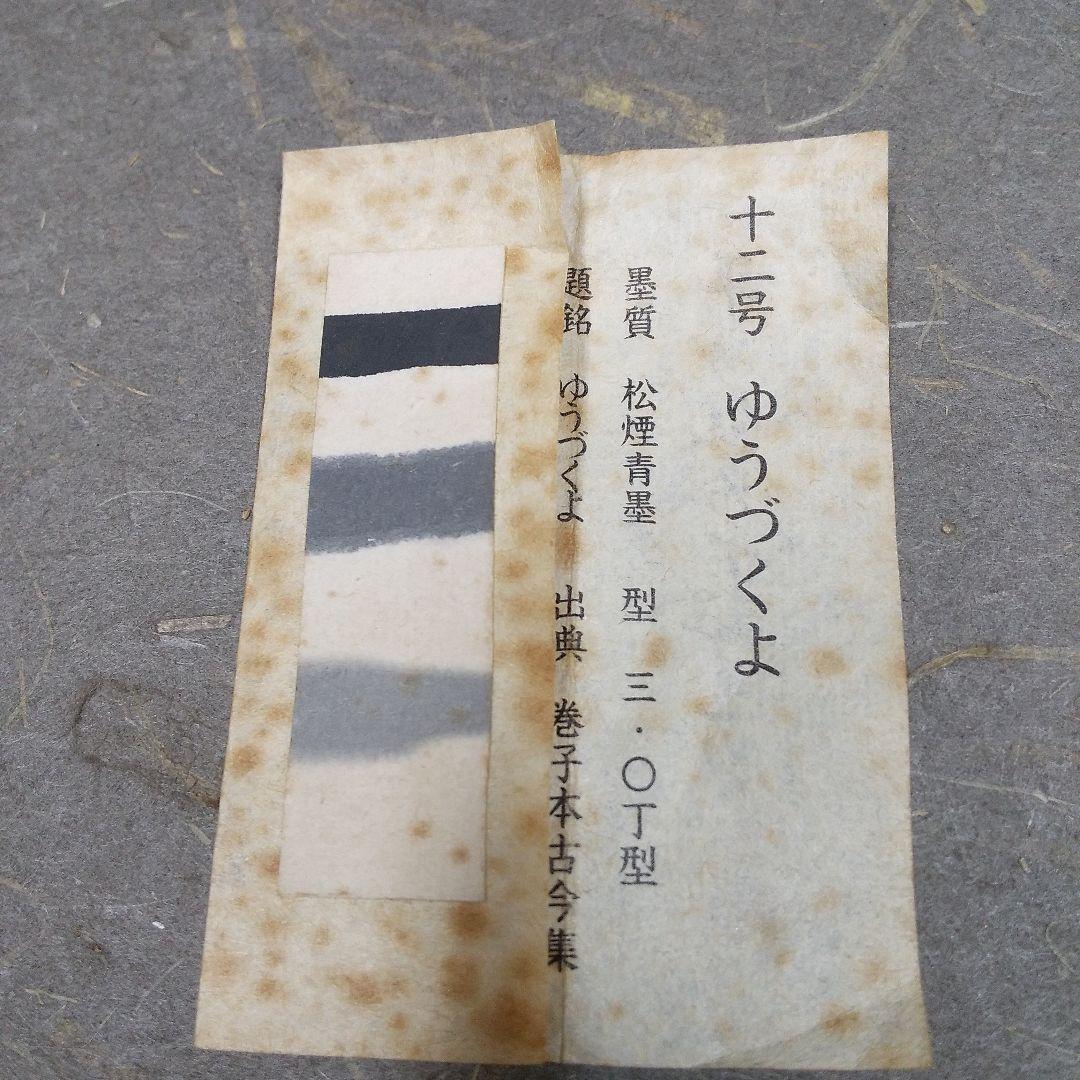 十二号 ゆうづくよ
墨質 松煙青墨 型 三・〇丁型
題銘 ゆうづくよ 出典 巻子本古今集